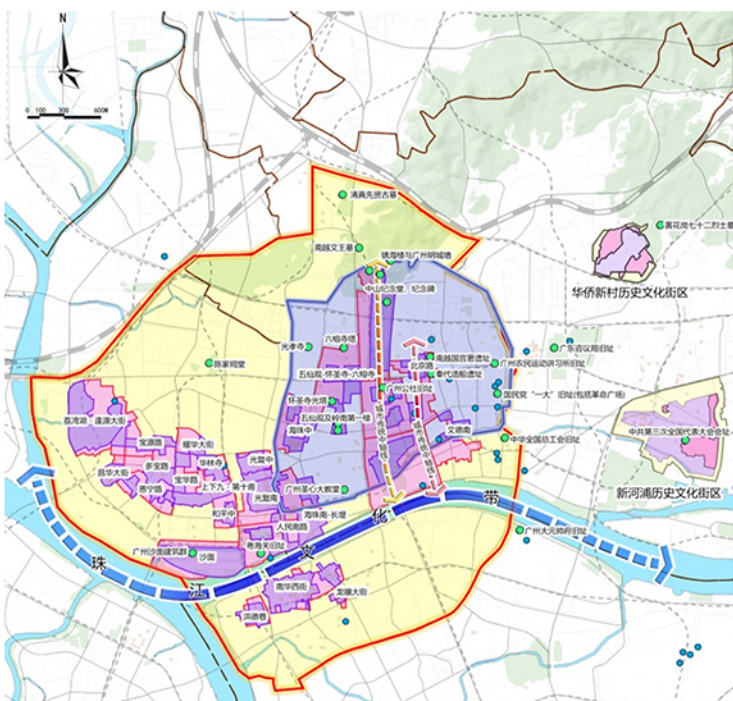 N
0 100 300 600M
清真先贤古墓
黄花岗七十二烈士墓
南越文王墓
镇海楼与广州明城墙
中山纪念堂、纪念碑
华侨新村历史文化街区
光孝寺
六榕寺塔
南越国宫署遗址
广东咨议局旧址
陈家祠堂
北京路
广州农民运动讲习所旧址
五仙观-怀圣寺-六榕寺
秦代造船遗址
广州公社旧址
国民党“一大”旧址(包括革命广场)
怀圣寺光塔
荔湾湖-逢源大街
五仙观及岭南第一楼
海珠中
文德南
中华全国总工会旧址
中共第三次全国代表大会会址
宝源路
耀华大街
光复中
昌华大街
多宝路
华林寺
宝华路
恩宁路
上下九-第十甫
光复南
广州圣心大教堂
新河浦历史文化街区
和平中
海珠南-长堤
人民南路
广州沙面建筑群
沙面
粤海关旧址
广州大元帅府旧址
珠江文化带
南华西街
龙骧大街
洪德巷